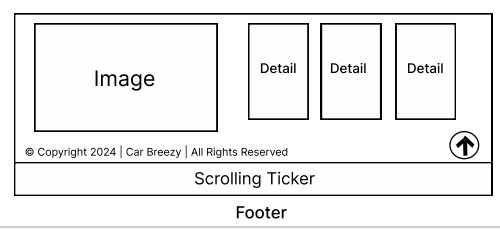 Image
Detail
Detail
Detail
© Copyright 2024 | Car Breezy | All Rights Reserved
Scrolling Ticker
Footer